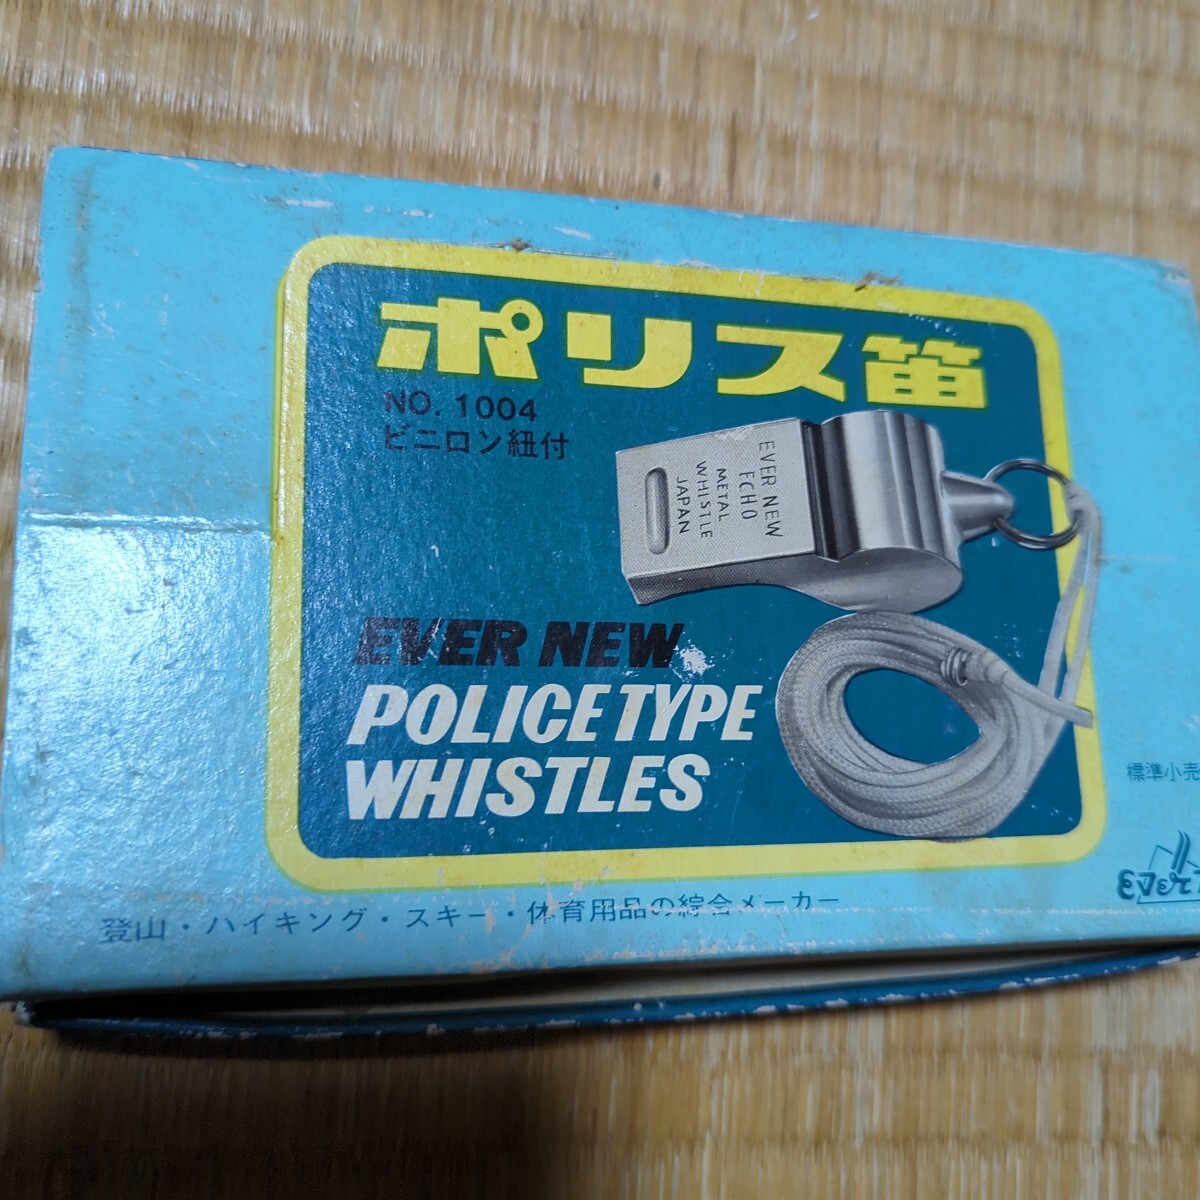 ポリス笛
NO. 1004
ビニロン紐付
EVER NEW
ECHO
METAL
WHISTLE
JAPAN
EVER NEW
POLICE TYPE
WHISTLES
標準小売
登山・ハイキング・スキー・体育用品の綜合メーカー